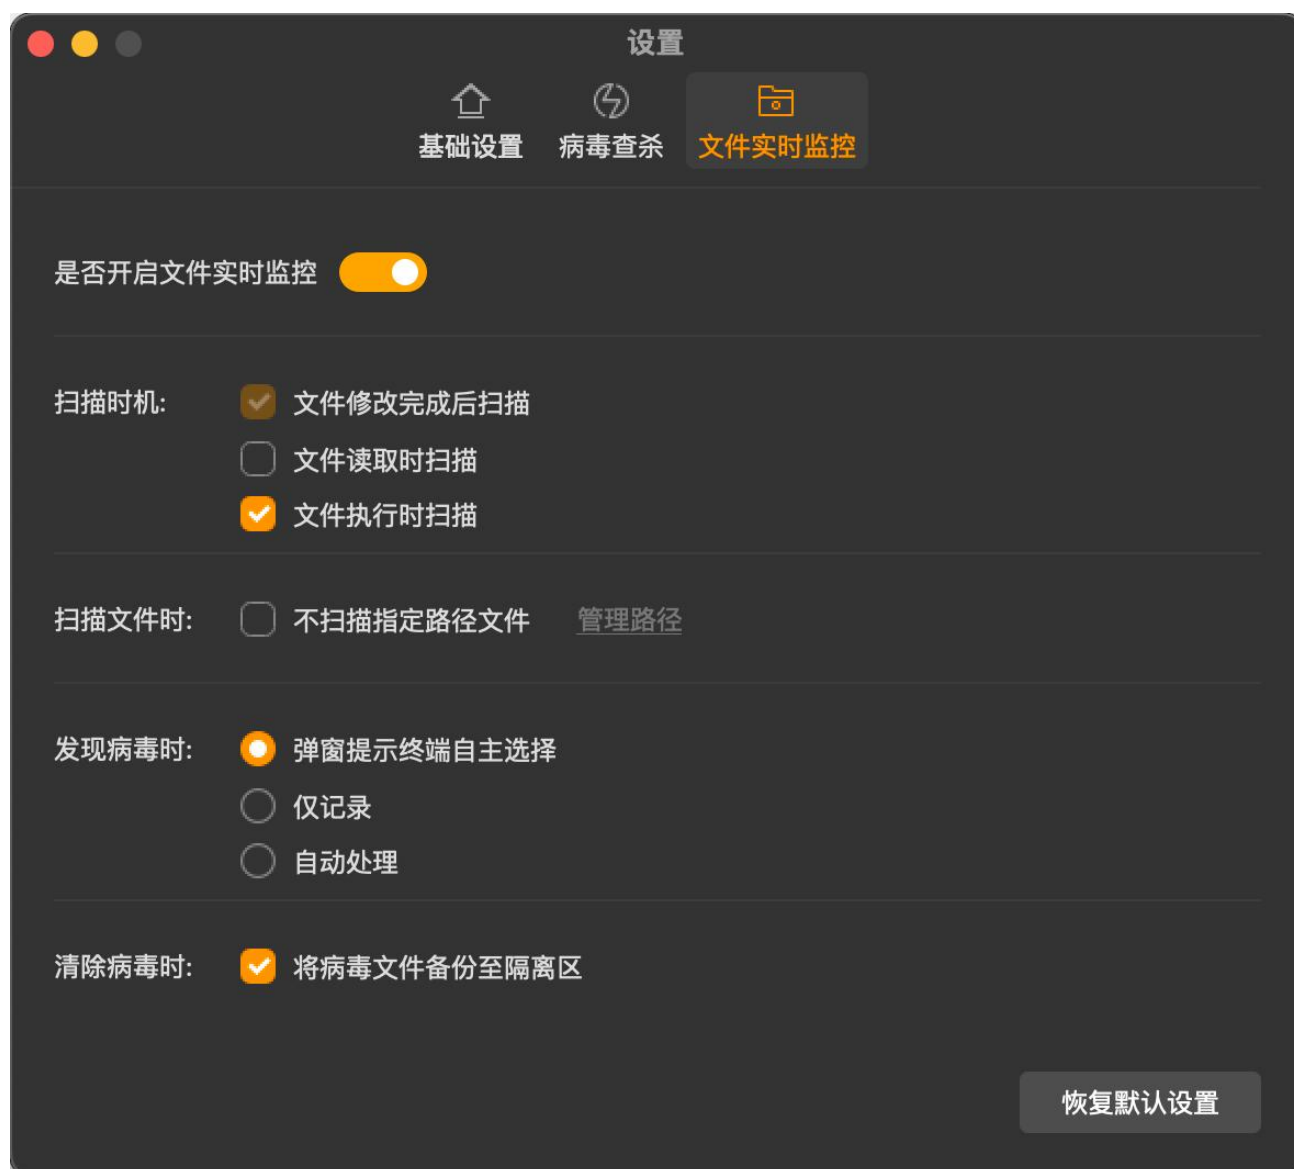 设置
基础设置 病毒查杀 文件实时监控
是否开启文件实时监控
扫描时机: 文件修改完成后扫描
文件读取时扫描
文件执行时扫描
扫描文件时: 不扫描指定路径文件 管理路径
发现病毒时: 弹窗提示终端自主选择
仅记录
自动处理
清除病毒时: 将病毒文件备份至隔离区
恢复默认设置